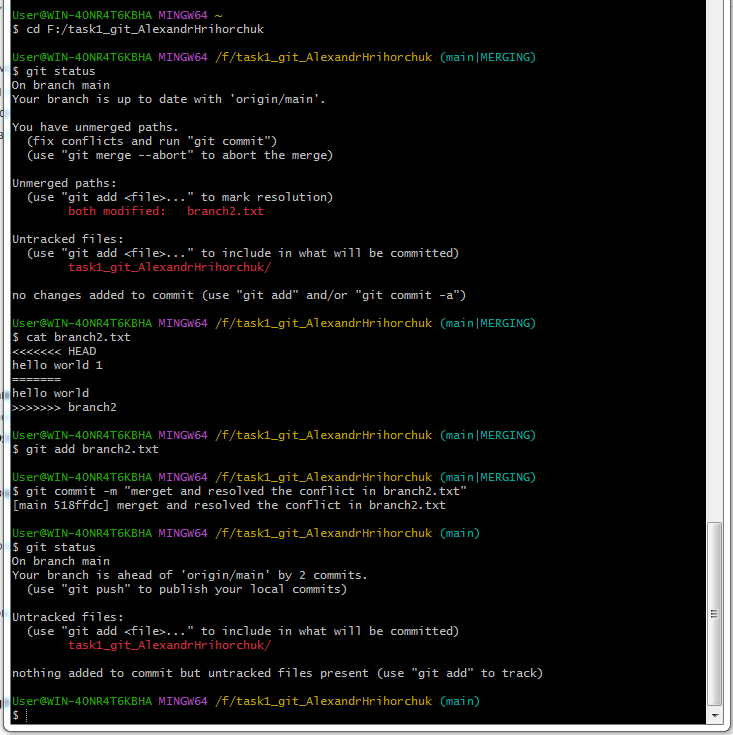 User@WIN-4ONR4T6KBHA MINGW64 ~
$ cd F:/task1_git_AlexandrHrihorchuk
User@WIN-4ONR4T6KBHA MINGW64 /f/task1_git_AlexandrHrihorchuk (main|MERGING)
$ git status
On branch main
Your branch is up to date with 'origin/main'.
You have unmerged paths.
  (fix conflicts and run "git commit")
  (use "git merge --abort" to abort the merge)
Unmerged paths:
  (use "git add <file>..." to mark resolution)
        both modified:   branch2.txt
Untracked files:
  (use "git add <file>..." to include in what will be committed)
        task1_git_AlexandrHrihorchuk/
no changes added to commit (use "git add" and/or "git commit -a")
User@WIN-4ONR4T6KBHA MINGW64 /f/task1_git_AlexandrHrihorchuk (main|MERGING)
$ cat branch2.txt
<<<<<<< HEAD
hello world 1
=======
hello world
>>>>>>> branch2
User@WIN-4ONR4T6KBHA MINGW64 /f/task1_git_AlexandrHrihorchuk (main|MERGING)
$ git add branch2.txt
User@WIN-4ONR4T6KBHA MINGW64 /f/task1_git_AlexandrHrihorchuk (main|MERGING)
$ git commit -m "merget and resolved the conflict in branch2.txt"
[main 518ffdc] merget and resolved the conflict in branch2.txt
User@WIN-4ONR4T6KBHA MINGW64 /f/task1_git_AlexandrHrihorchuk (main)
$ git status
On branch main
Your branch is ahead of 'origin/main' by 2 commits.
  (use "git push" to publish your local commits)
Untracked files:
  (use "git add <file>..." to include in what will be committed)
        task1_git_AlexandrHrihorchuk/
nothing added to commit but untracked files present (use "git add" to track)
User@WIN-4ONR4T6KBHA MINGW64 /f/task1_git_AlexandrHrihorchuk (main)
$